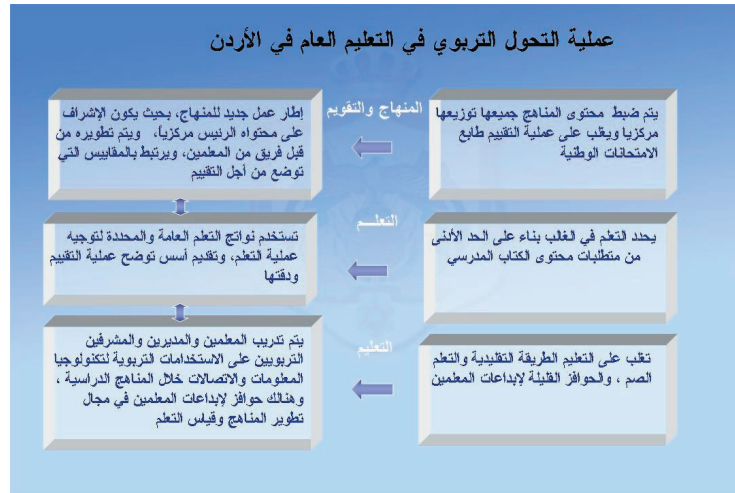 عملية التحول التربوي في التعليم العام في الأردن
المنهاج والتقويم
يتم ضبط محتوى المناهج جميعها توزيعها
مركزيا ويغلب على عملية التقييم طابع
الامتحانات الوطنية
إطار عمل جديد للمنهاج، بحيث يكون الإشراف
على محتواه الرئيس مركزياً، ويتم تطويره من
قبل فريق من المعلمين، ويرتبط بالمقاييس التي
توضع من أجل التقييم
التعلـــم
يحدد التعلم في الغالب بناء على الحد الأدنى
من متطلبات محتوى الكتاب المدرسي
تستخدم نواتج التعلم العامة والمحددة لتوجيه
عملية التعلم، وتقديم أسس توضح عملية التقييم
ودقتها
التعليم
تغلب على التعليم الطريقة التقليدية والتعلم
الصم ، والحوافز القليلة لإبداعات المعلمين
يتم تدريب المعلمين والمديرين والمشرفين
التربويين على الاستخدامات التربوية لتكنولوجيا
المعلومات والاتصالات خلال المناهج الدراسية ،
وهنالك حوافز لإبداعات المعلمين في مجال
تطوير المناهج وقياس التعلم